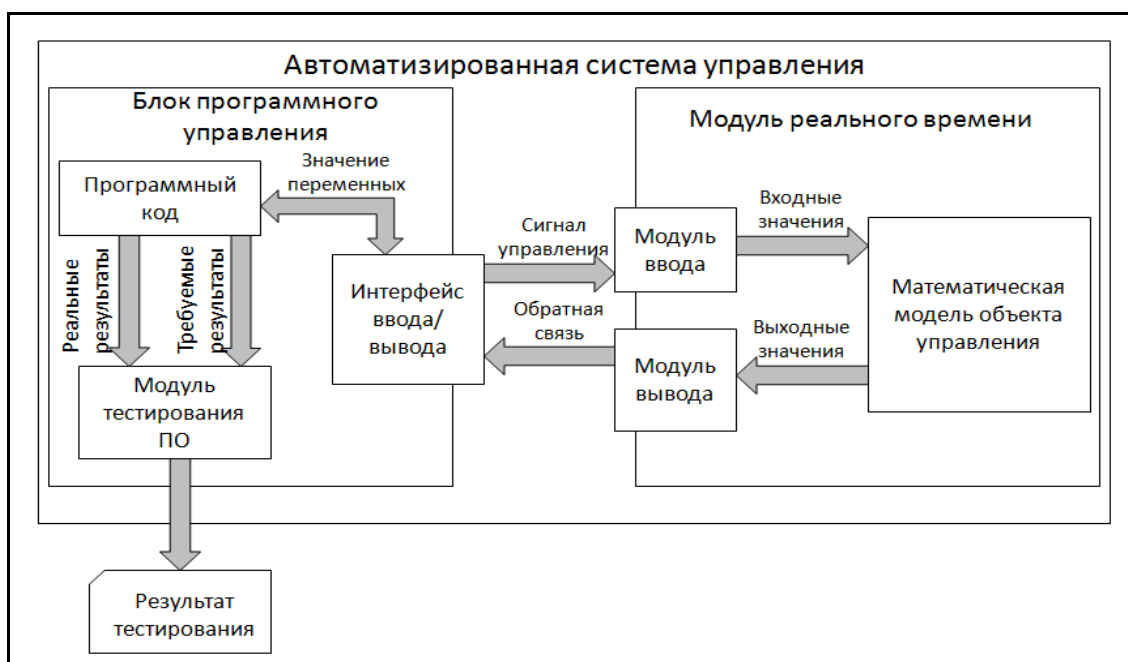 Автоматизированная система управления
Блок программного
управления
Модуль реального времени
Значение
переменных
Программный
код
Реальные
результаты
Требуемые
результаты
Интерфейс
ввода/
вывода
Сигнал
управления
Обратная
связь
Модуль
ввода
Модуль
вывода
Входные
значения
Выходные
значения
Математическая
модель объекта
управления
Модуль
тестирования
ПО
Результат
тестирования